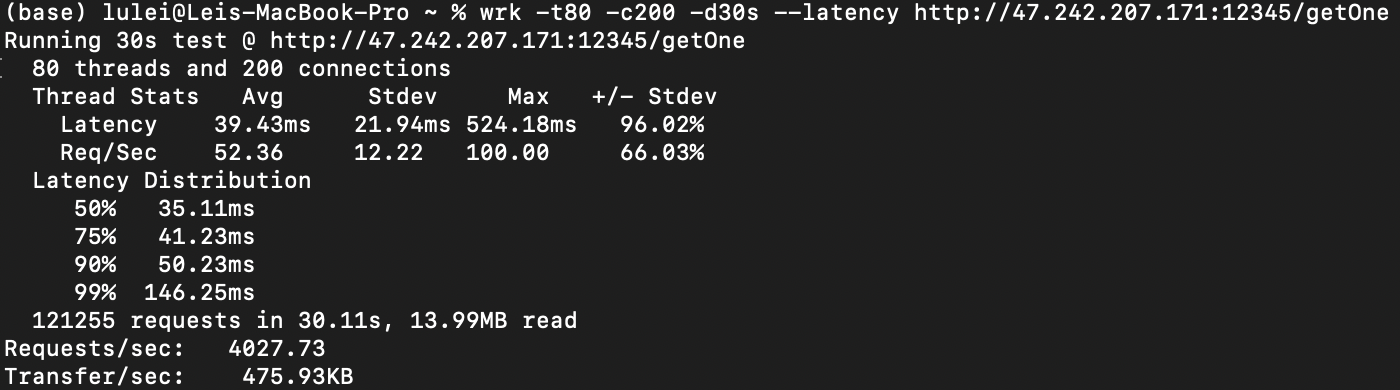 (base) lulei@Leis-MacBook-Pro ~ % wrk -t80 -c200 -d30s --latency http://47.242.207.171:12345/getOne
Running 30s test @ http://47.242.207.171:12345/getOne
  80 threads and 200 connections
  Thread Stats   Avg      Stdev     Max   +/- Stdev
    Latency    39.43ms   21.94ms 524.18ms   96.02%
    Req/Sec    52.36     12.22   100.00     66.03%
  Latency Distribution
     50%   35.11ms
     75%   41.23ms
     90%   50.23ms
     99%  146.25ms
  121255 requests in 30.11s, 13.99MB read
Requests/sec:   4027.73
Transfer/sec:    475.93KB